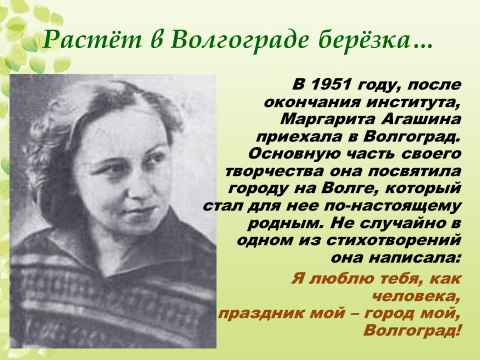 Растёт в Волгограде берёзка…
В 1951 году, после
окончания института,
Маргарита Агашина
приехала в Волгоград.
Основную часть своего
творчества она посвятила
городу на Волге, который
стал для нее по-настоящему
родным. Не случайно в
одном из стихотворений
она написала:
Я люблю тебя, как
человека,
праздник мой – город мой,
Волгоград!